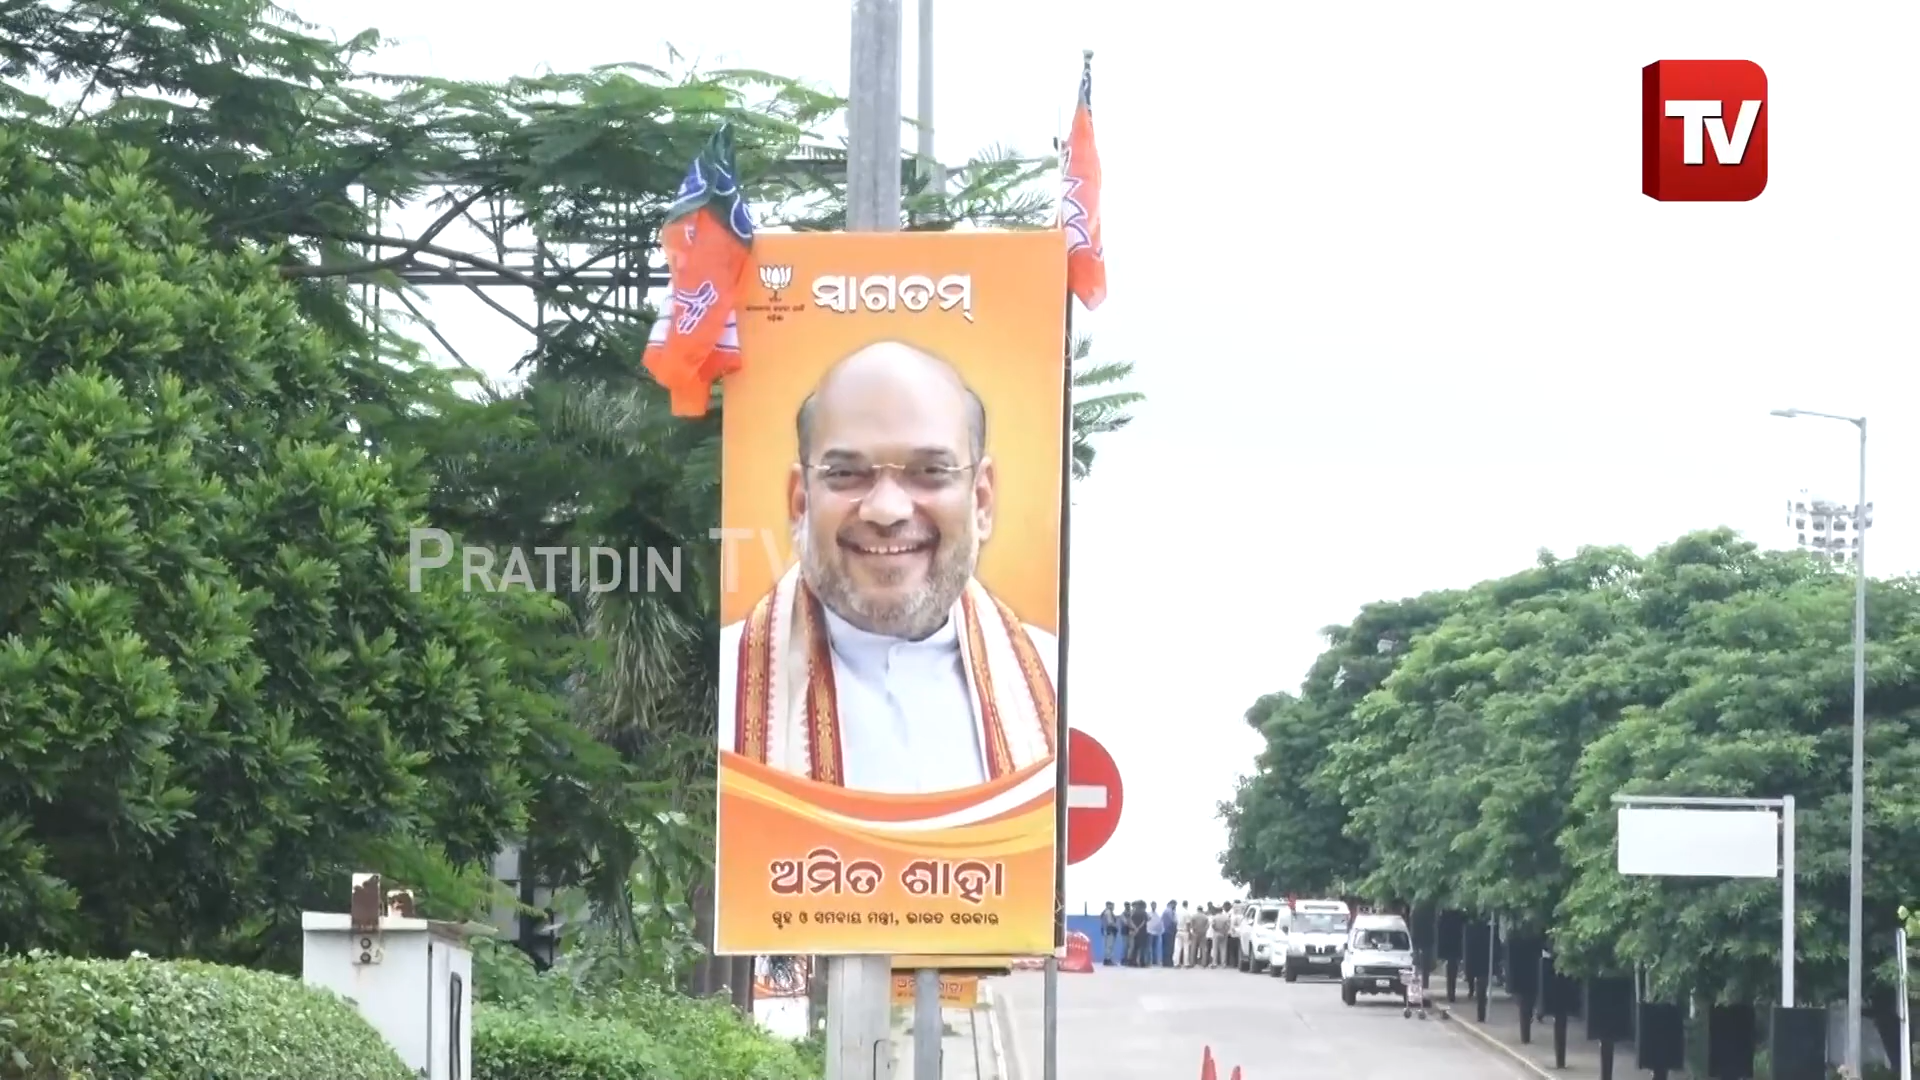 TV
ସ୍ୱାଗତମ୍
PRATIDIN TV
ଅମିତ ଶାହା
ଗୃହ ଓ ସମବାୟ ମନ୍ତ୍ରୀ, ଭାରତ ସରକାର